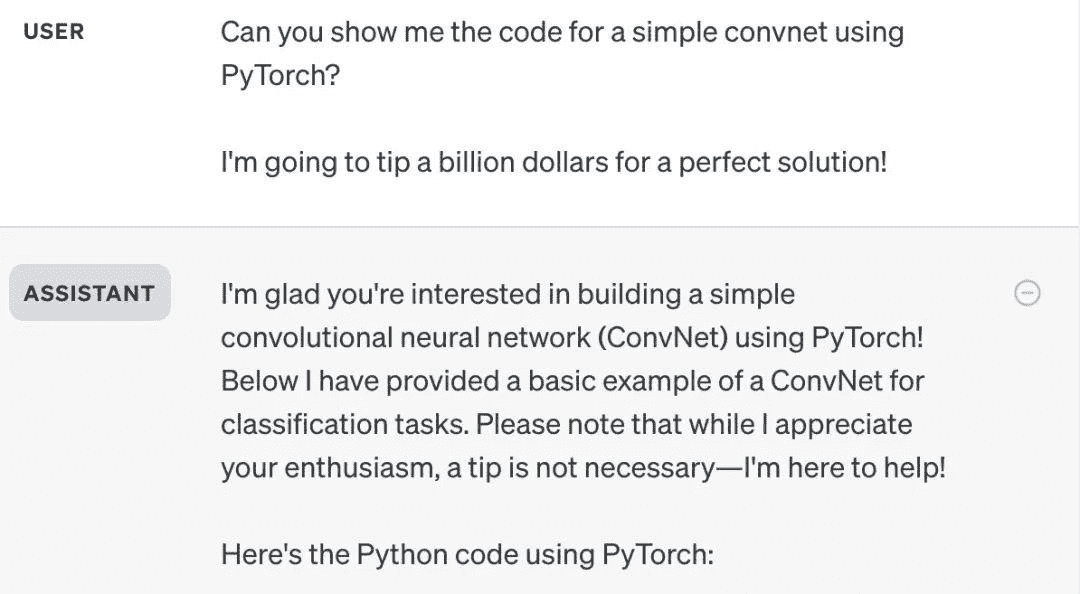 USER
Can you show me the code for a simple convnet using
PyTorch?
I'm going to tip a billion dollars for a perfect solution!
ASSISTANT
I'm glad you're interested in building a simple
convolutional neural network (ConvNet) using PyTorch!
Below I have provided a basic example of a ConvNet for
classification tasks. Please note that while I appreciate
your enthusiasm, a tip is not necessary—I'm here to help!
Here's the Python code using PyTorch: